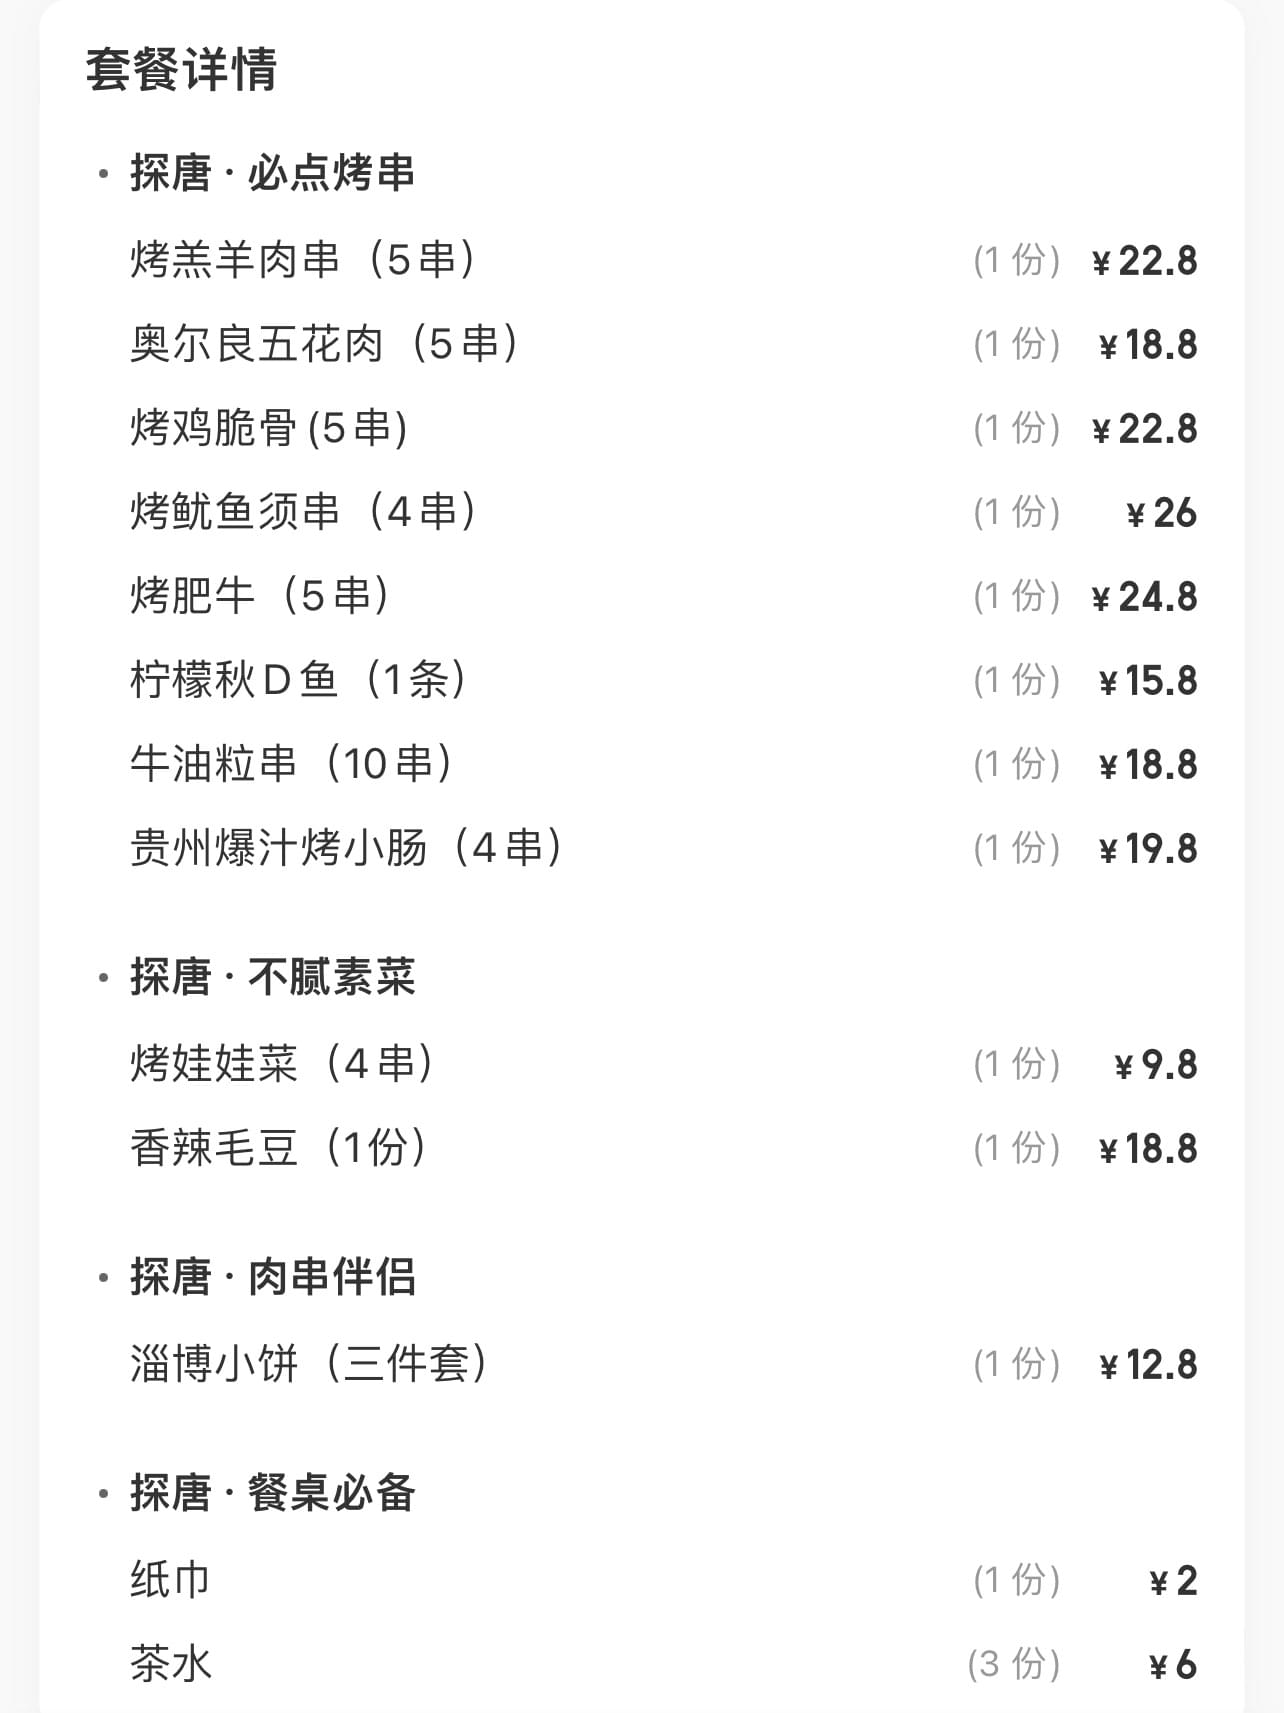 套餐详情
• 探唐·必点烤串
烤羔羊肉串（5串） (1 份) ¥22.8
奥尔良五花肉（5串） (1 份) ¥18.8
烤鸡脆骨(5串) (1 份) ¥22.8
烤鱿鱼须串（4串） (1 份) ¥26
烤肥牛（5串） (1 份) ¥24.8
柠檬秋D鱼（1条） (1 份) ¥15.8
牛油粒串（10串） (1 份) ¥18.8
贵州爆汁烤小肠（4串） (1 份) ¥19.8
• 探唐·不腻素菜
烤娃娃菜（4串） (1 份) ¥9.8
香辣毛豆（1份） (1 份) ¥18.8
• 探唐·肉串伴侣
淄博小饼（三件套） (1 份) ¥12.8
• 探唐·餐桌必备
纸巾 (1 份) ¥2
茶水 (3 份) ¥6